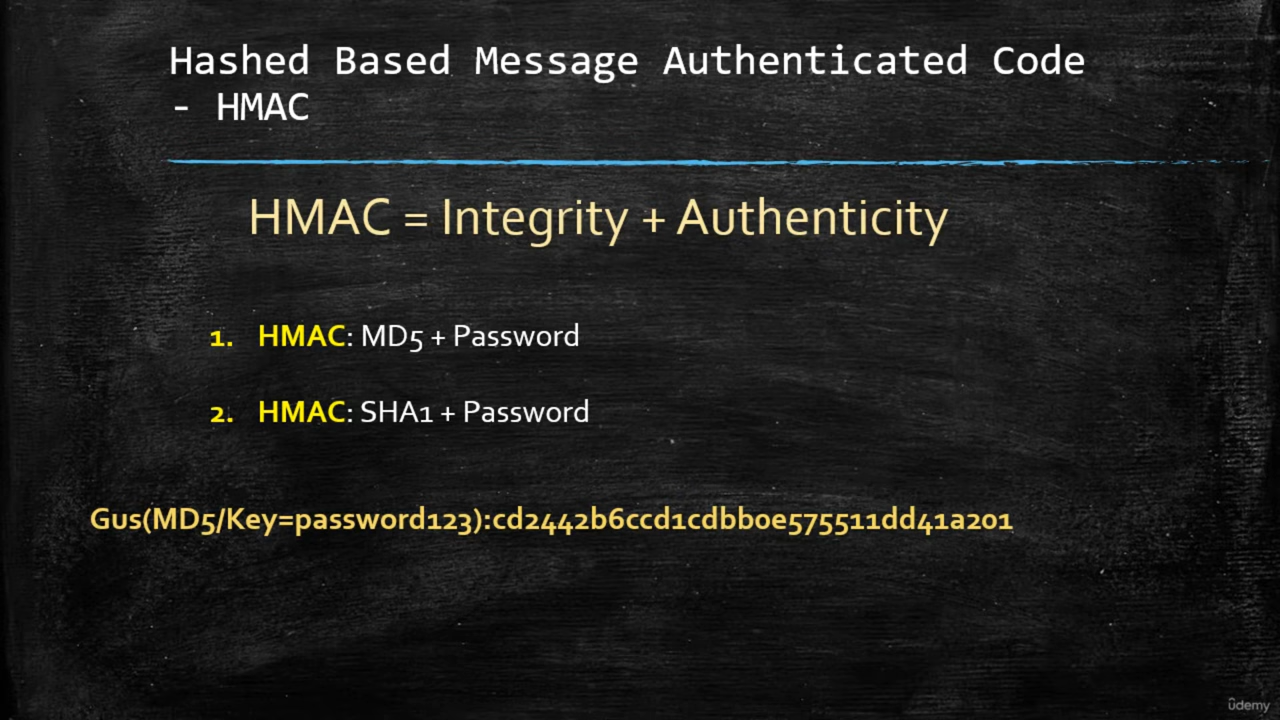 Hashed Based Message Authenticated Code
- HMAC
HMAC = Integrity + Authenticity
1. HMAC: MD5 + Password
2. HMAC: SHA1 + Password
Gus(MD5/Key=password123):cd2442b6ccd1cdbb0e575511dd41a201
udemy